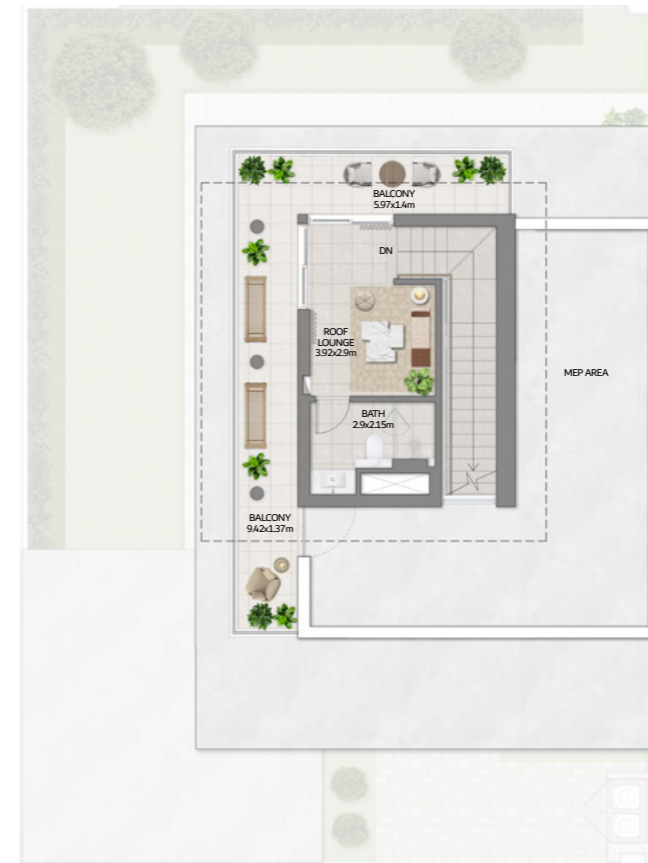 BALCONY
5.97x1.4m
DN
ROOF
LOUNGE
3.92x2.9m
MEP AREA
BATH
2.9x2.15m
BALCONY
9.42x1.37m